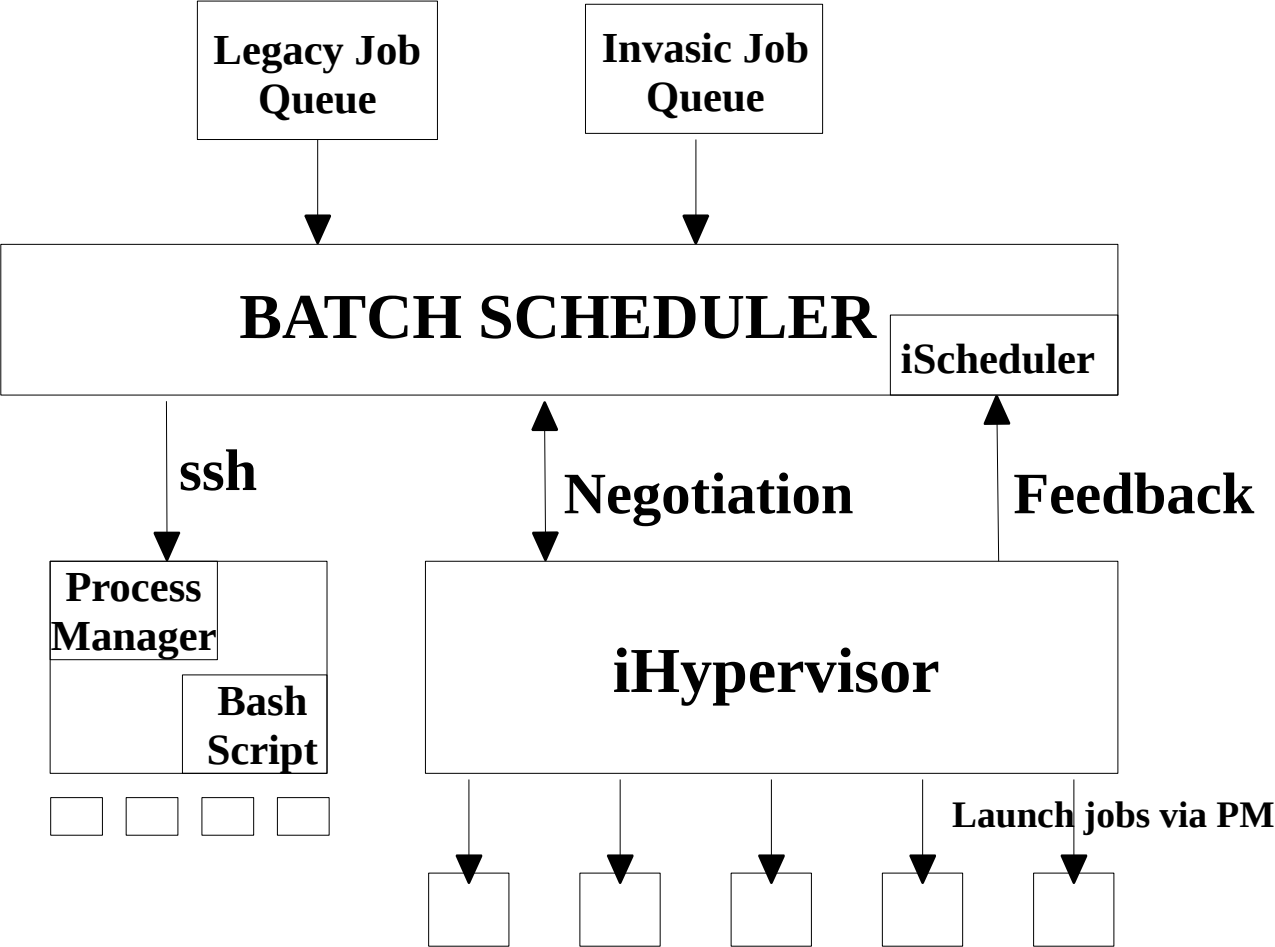 Legacy Job
Queue
Invasic Job
Queue
BATCH SCHEDULER
iScheduler
ssh
Negotiation
Feedback
Process
Manager
Bash
Script
iHypervisor
Launch jobs via PM